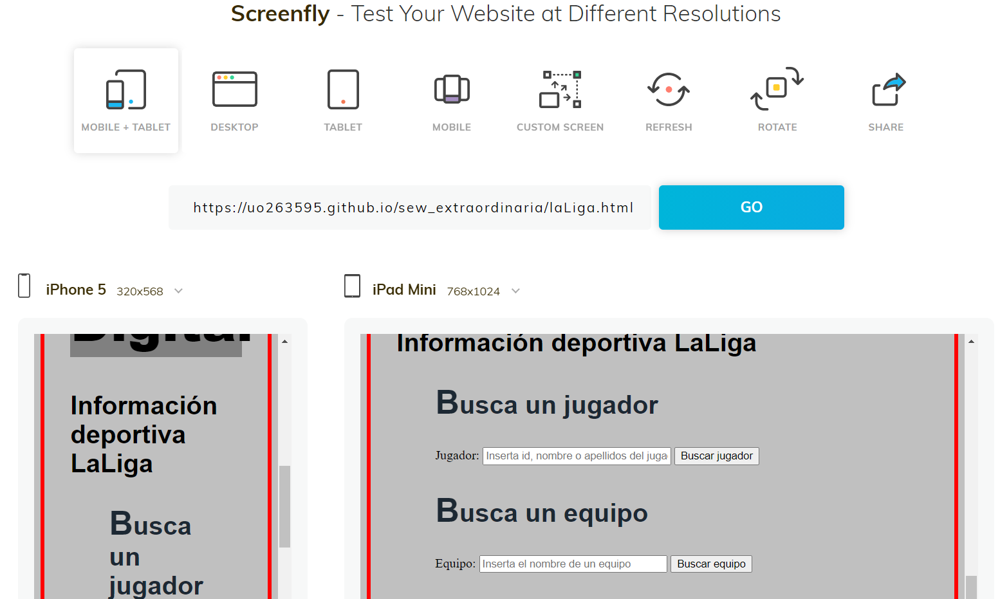 Screenfly - Test Your Website at Different Resolutions
MOBILE + TABLET
DESKTOP
TABLET
MOBILE
CUSTOM SCREEN
REFRESH
ROTATE
SHARE
https://uo263595.github.io/sew_extraordinaria/laLiga.html
GO
iPhone 5 320x568
Digital
Información
deportiva
LaLiga
Busca
un
jugador
iPad Mini 768x1024
Información deportiva LaLiga
Busca un jugador
Jugador: Inserta id, nombre o apellidos del juga Buscar jugador
Busca un equipo
Equipo: Inserta el nombre de un equipo Buscar equipo